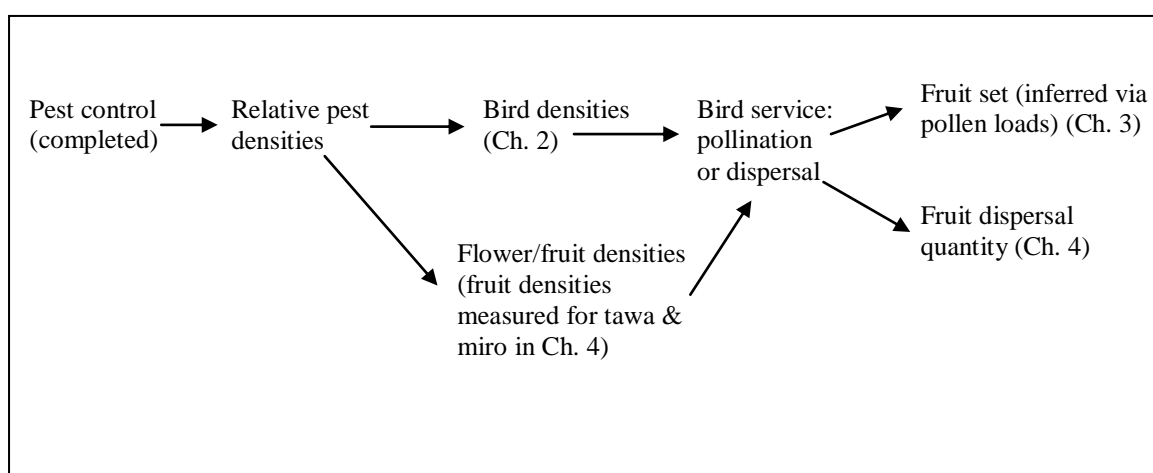 Pest control
(completed)
Relative pest
densities
Bird densities
(Ch. 2)
Bird service:
pollination
or dispersal
Fruit set (inferred via
pollen loads) (Ch. 3)
Fruit dispersal
quantity (Ch. 4)
Flower/fruit densities
(fruit densities
measured for tawa &
miro in Ch. 4)